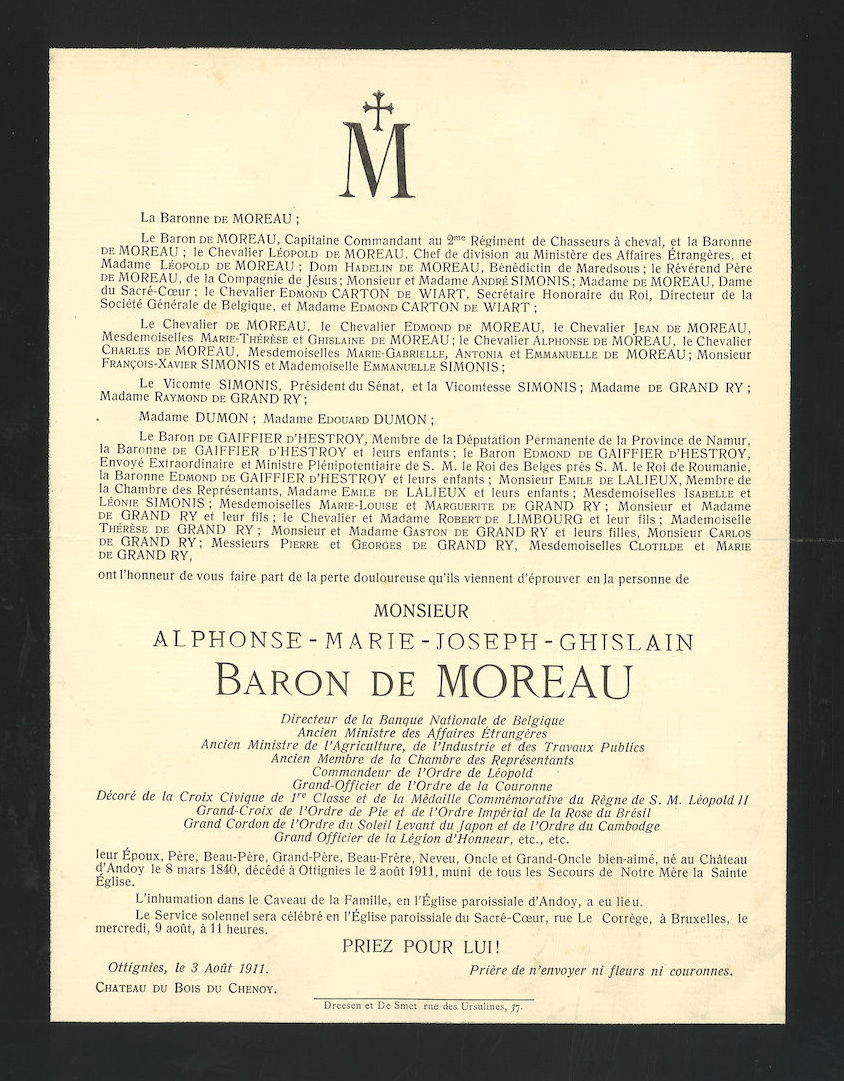 M
La Baronne DE MOREAU ;
Le Baron DE MOREAU, Capitaine Commandant au 2me Régiment de Chasseurs à cheval, et la Baronne
DE MOREAU ; le Chevalier LÉOPOLD DE MOREAU, Chef de division au Ministère des Affaires Étrangères, et
Madame LÉOPOLD DE MOREAU ; Dom HADELIN DE MOREAU, Bénédictin de Maredsous ; le Révérend Père
DE MOREAU, de la Compagnie de Jésus ; Monsieur et Madame ANDRÉ SIMONIS ; Madame DE MOREAU, Dame
du Sacré-Cœur ; le Chevalier EDMOND CARTON DE WIART, Secrétaire Honoraire du Roi, Directeur de la
Société Générale de Belgique, et Madame EDMOND CARTON DE WIART ;
Le Chevalier DE MOREAU, le Chevalier EDMOND DE MOREAU, le Chevalier JEAN DE MOREAU,
Mesdemoiselles MARIE-THÉRÈSE et GHISLAINE DE MOREAU ; le Chevalier ALPHONSE DE MOREAU, le Chevalier
CHARLES DE MOREAU, Mesdemoiselles MARIE-GABRIELLE, ANTONIA et EMMANUELLE DE MOREAU ; Monsieur
FRANÇOIS-XAVIER SIMONIS et Mademoiselle EMMANUELLE SIMONIS ;
Le Vicomte SIMONIS, Président du Sénat, et la Vicomtesse SIMONIS ; Madame DE GRAND RY ;
Madame RAYMOND DE GRAND RY ;
Madame DUMON ; Madame EDOUARD DUMON ;
Le Baron DE GAIFFIER D'HESTROY, Membre de la Députation Permanente de la Province de Namur,
la Baronne DE GAIFFIER D'HESTROY et leurs enfants ; le Baron EDMOND DE GAIFFIER D'HESTROY,
Envoyé Extraordinaire et Ministre Plénipotentiaire de S. M. le Roi des Belges près S. M. le Roi de Roumanie,
la Baronne EDMOND DE GAIFFIER D'HESTROY et leurs enfants ; Monsieur EMILE DE LALIEUX, Membre de
la Chambre des Représentants, Madame EMILE DE LALIEUX et leurs enfants ; Mesdemoiselles ISABELLE et
LÉONIE SIMONIS ; Mesdemoiselles MARIE-LOUISE et MARGUERITE DE GRAND RY ; Monsieur et Madame
DE GRAND RY et leur fils ; le Chevalier et Madame ROBERT DE LIMBOURG et leur fils ; Mademoiselle
THÉRÈSE DE GRAND RY ; Monsieur et Madame GASTON DE GRAND RY et leurs filles, Monsieur CARLOS
DE GRAND RY ; Messieurs PIERRE et GEORGES DE GRAND RY, Mesdemoiselles CLOTILDE et MARIE
DE GRAND RY,
ont l'honneur de vous faire part de la perte douloureuse qu'ils viennent d'éprouver en la personne de
MONSIEUR
ALPHONSE-MARIE-JOSEPH-GHISLAIN
BARON DE MOREAU
Directeur de la Banque Nationale de Belgique
Ancien Ministre des Affaires Étrangères
Ancien Ministre de l'Agriculture, de l'Industrie et des Travaux Publics
Ancien Membre de la Chambre des Représentants
Commandeur de l'Ordre de Léopold
Grand-Officier de l'Ordre de la Couronne
Décoré de la Croix Civique de 1re Classe et de la Médaille Commémorative du Règne de S. M. Léopold II
Grand-Croix de l'Ordre de Pie et de l'Ordre Impérial de la Rose du Brésil
Grand Cordon de l'Ordre du Soleil Levant du Japon et de l'Ordre du Cambodge
Grand Officier de la Légion d'Honneur, etc., etc.
leur Époux, Père, Beau-Père, Grand-Père, Beau-Frère, Neveu, Oncle et Grand-Oncle bien-aimé, né au Château
d'Andoy le 8 mars 1840, décédé à Ottignies le 2 août 1911, muni de tous les Secours de Notre Mère la Sainte
Église.
L'inhumation dans le Caveau de la Famille, en l'Église paroissiale d'Andoy, a eu lieu.
Le Service solennel sera célébré en l'Église paroissiale du Sacré-Cœur, rue Le Corrège, à Bruxelles, le
mercredi, 9 août, à 11 heures.
PRIEZ POUR LUI!
Ottignies, le 3 Août 1911. Prière de n'envoyer ni fleurs ni couronnes.
CHATEAU DU BOIS DU CHENOY.
Dreesen et De Smet rue des Ursulines, 37.